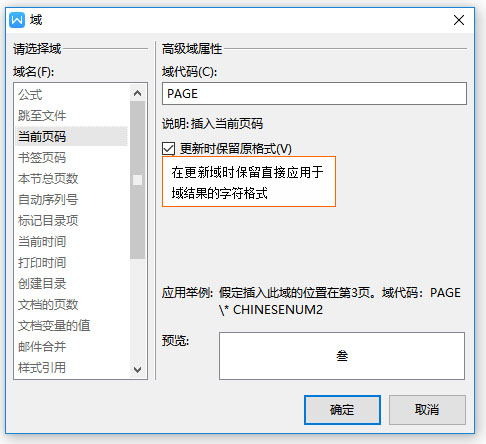 域
请选择域
高级域属性
域名(F):
域代码(C):
公式
跳至文件
当前页码
书签页码
本节总页数
自动序列号
标记目录项
当前时间
打印时间
创建目录
文档的页数
文档变量的值
邮件合并
样式引用
PAGE
说明: 插入当前页码
更新时保留原格式(V)
在更新域时保留直接应用于
域结果的字符格式
应用举例: 假定插入此域的位置在第3页。域代码：PAGE
\* CHINESENUM2
预览:
叁
确定
取消